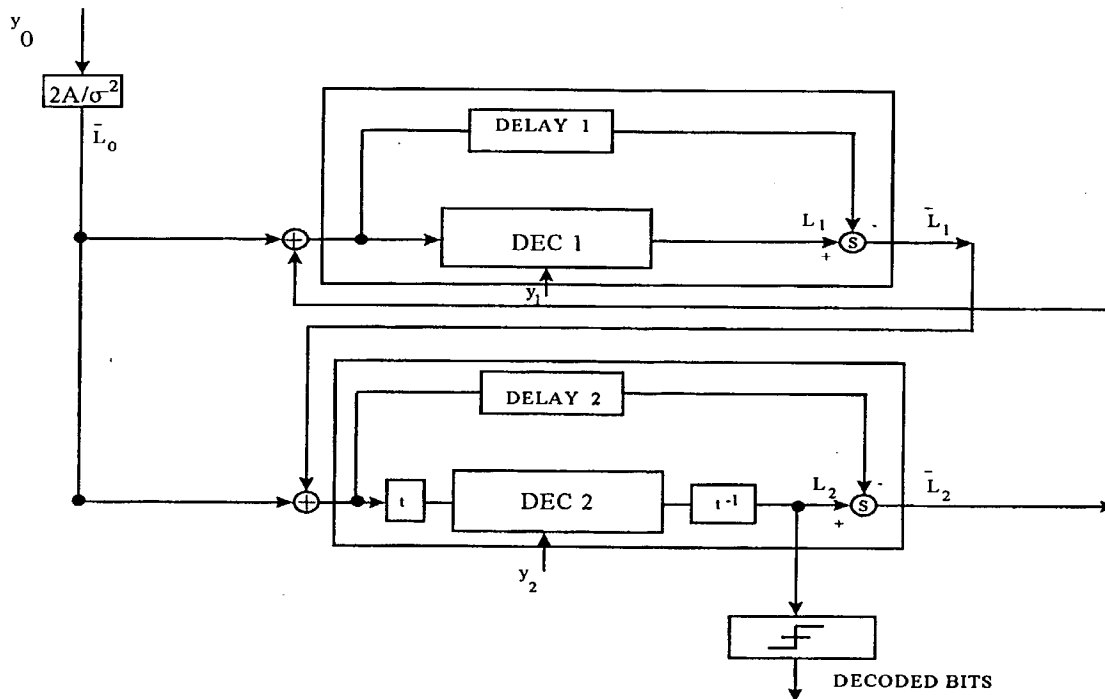 y0
2A/σ²
L̄0
DELAY 1
DEC 1
L1
-
L̄1
+
S
+
y1
DELAY 2
+
t
DEC 2
t⁻¹
L2
-
L̄2
+
S
y2
DECODED BITS